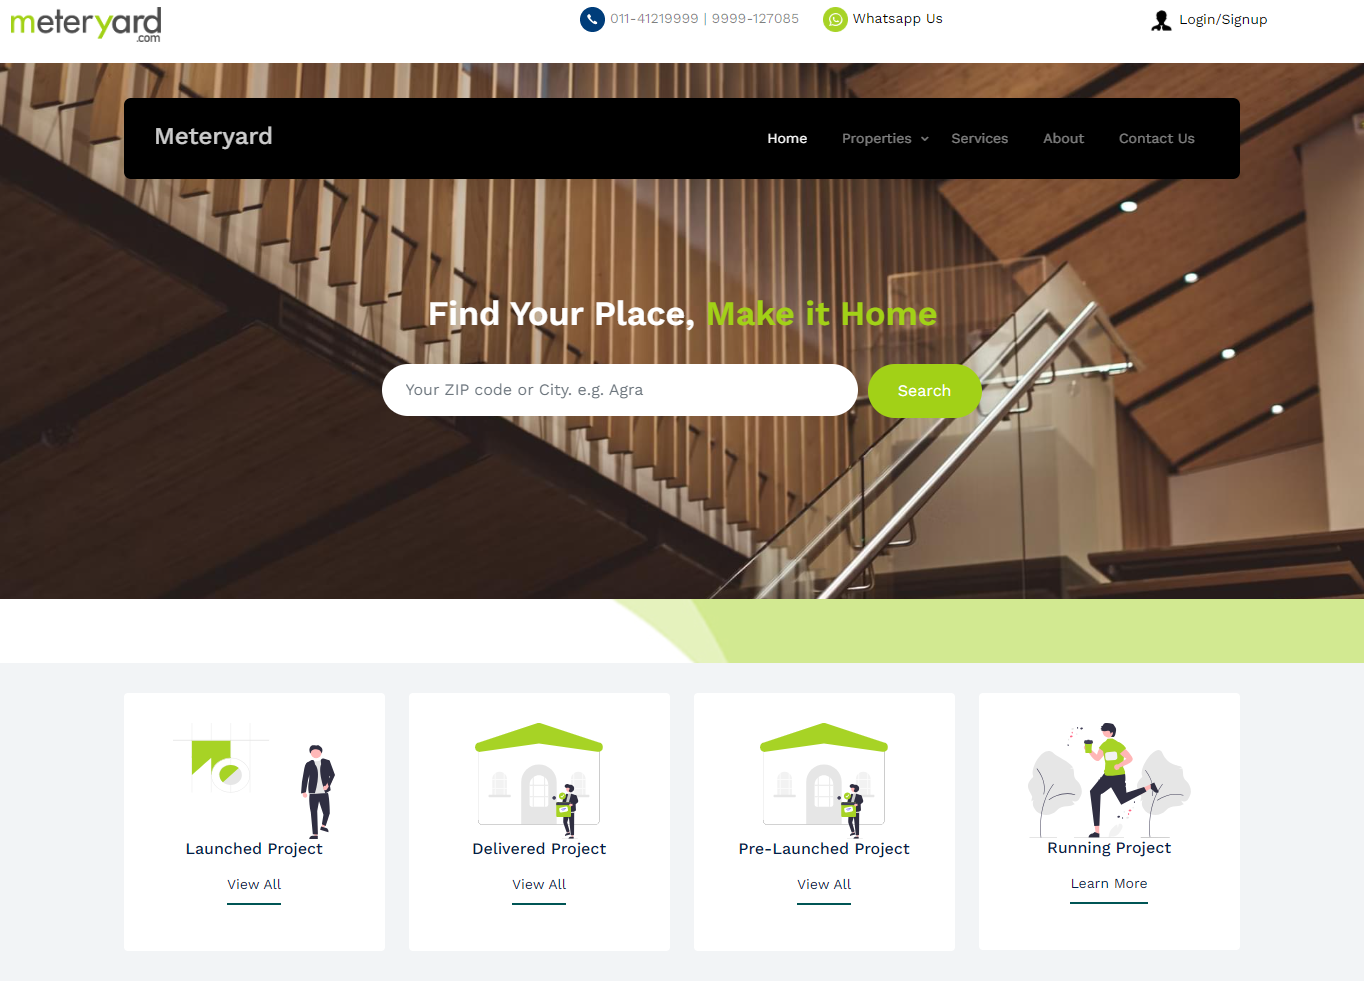 meteryard
.com
011-41219999 | 9999-127085
Whatsapp Us
Login/Signup
Meteryard
Home
Properties
Services
About
Contact Us
Find Your Place, Make it Home
Your ZIP code or City. e.g. Agra
Search
Launched Project
View All
Delivered Project
View All
Pre-Launched Project
View All
Running Project
Learn More